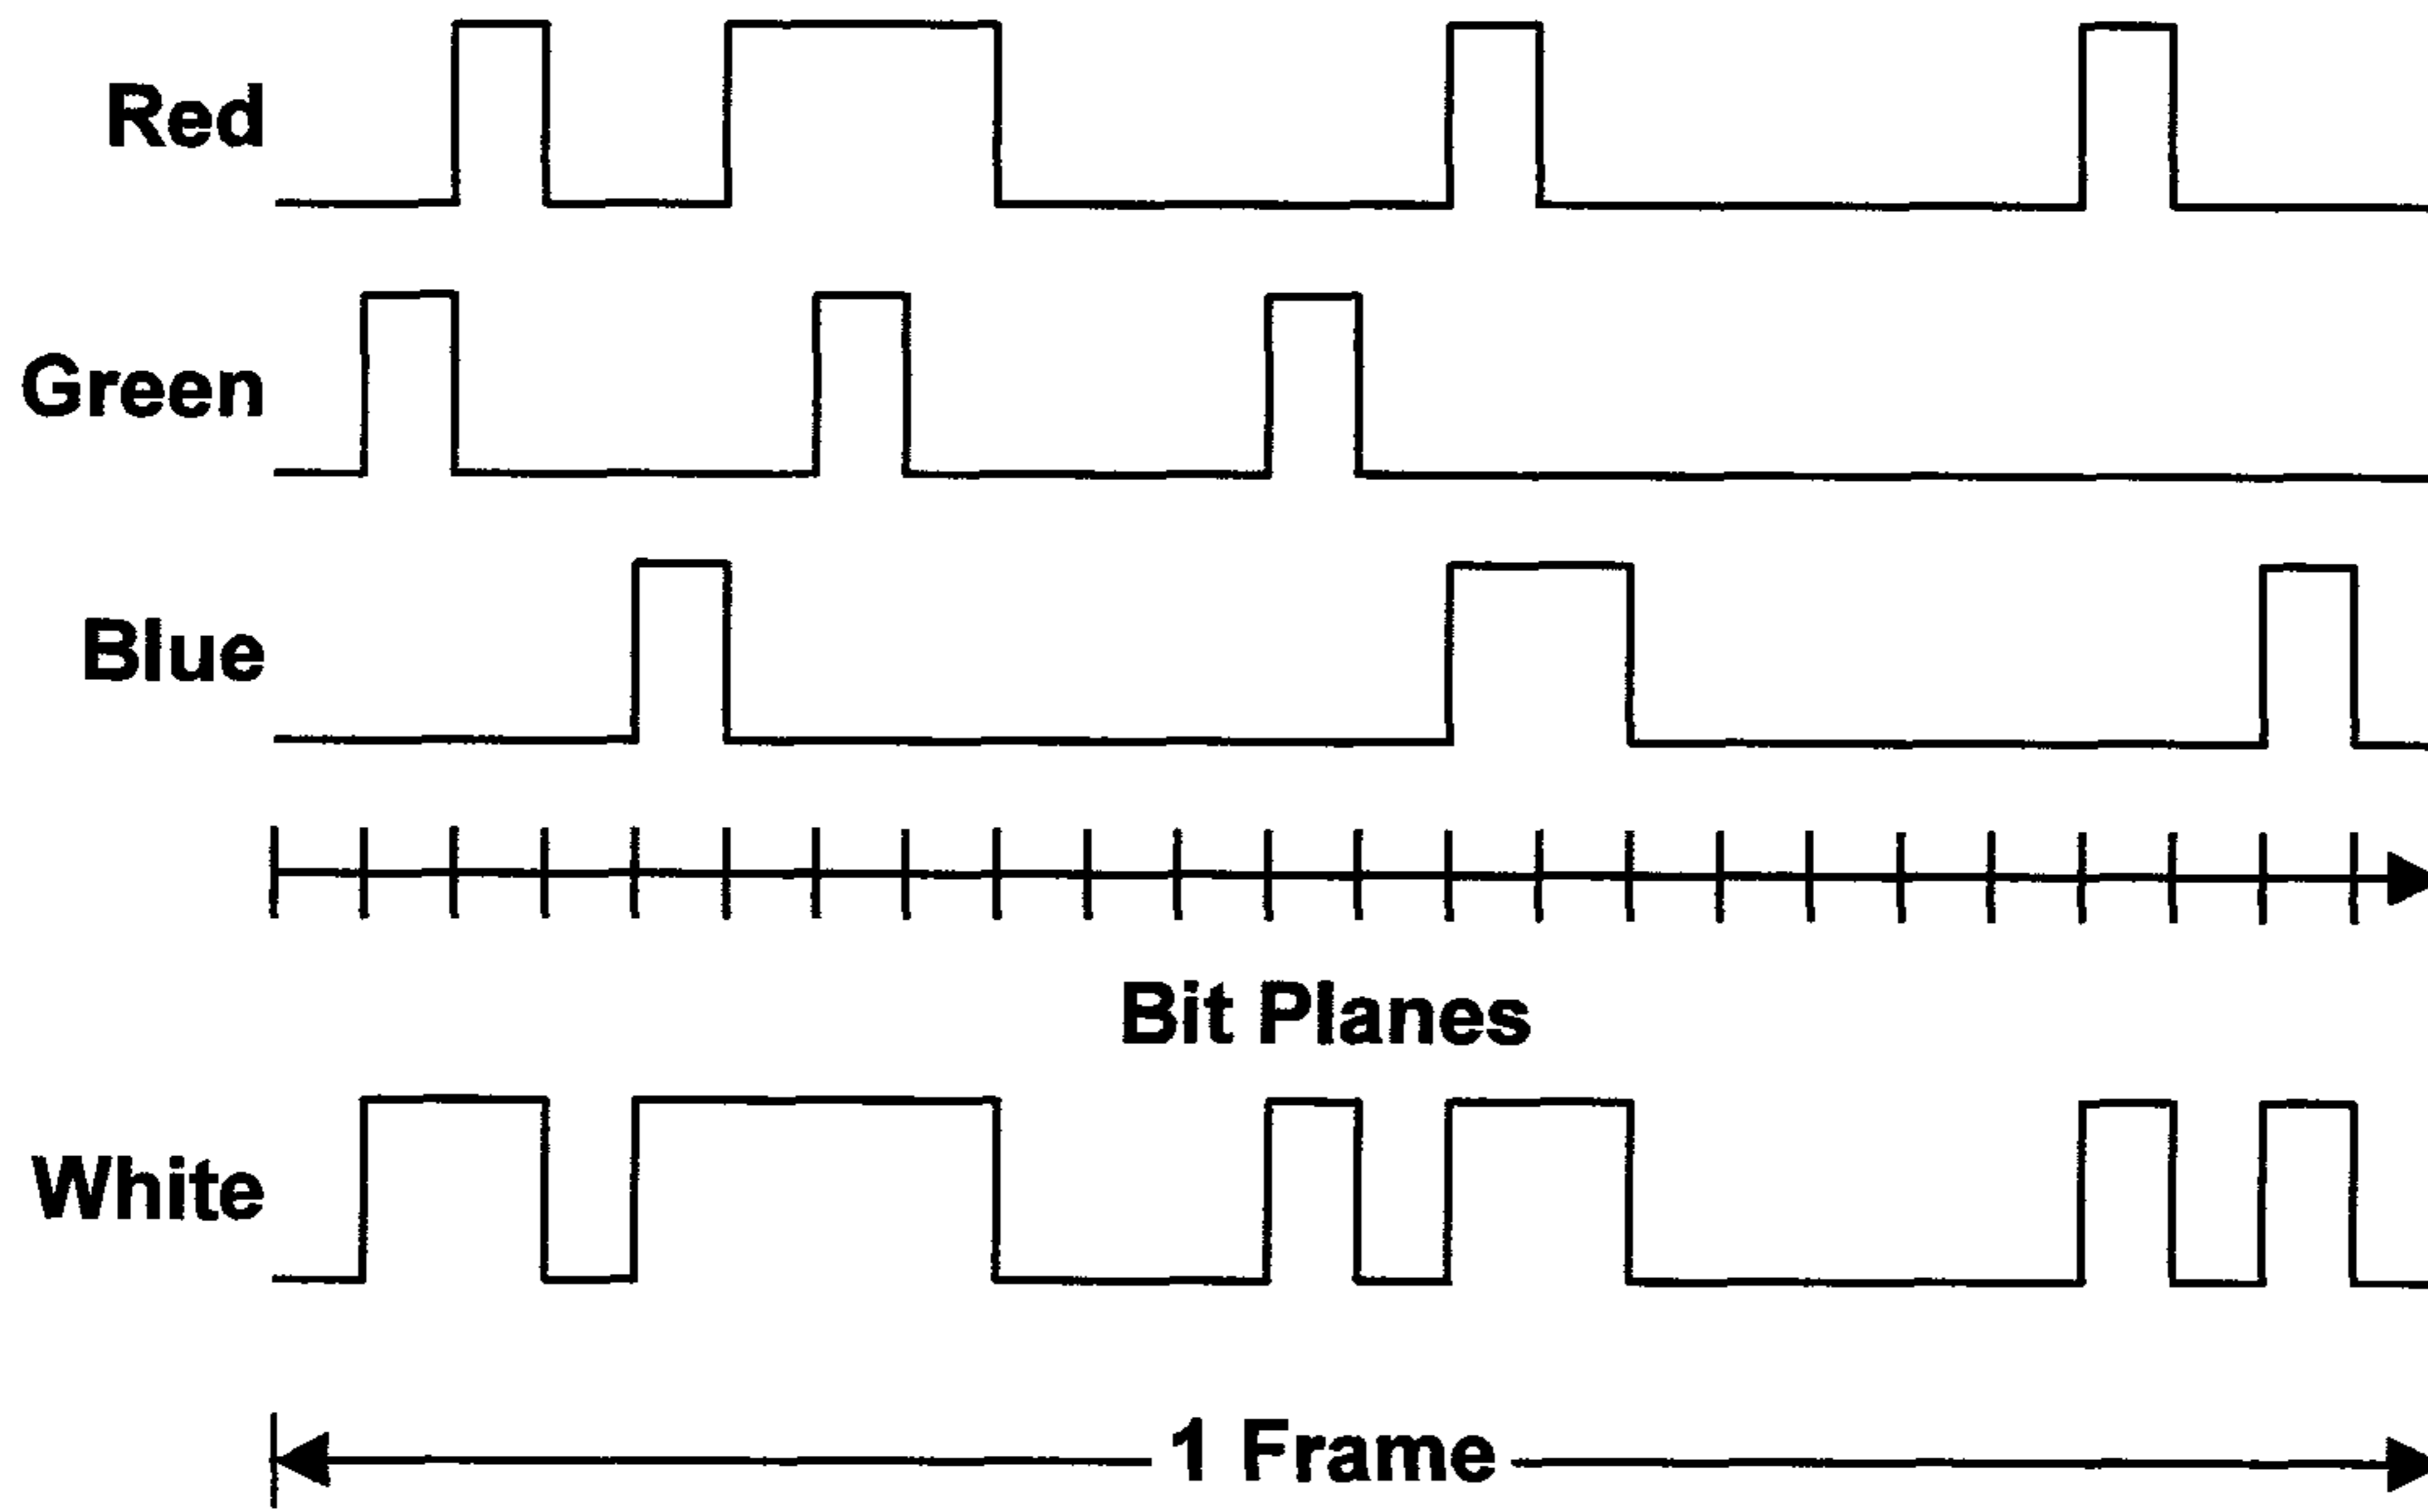 Red
Green
Blue
Bit Planes
White
1 Frame